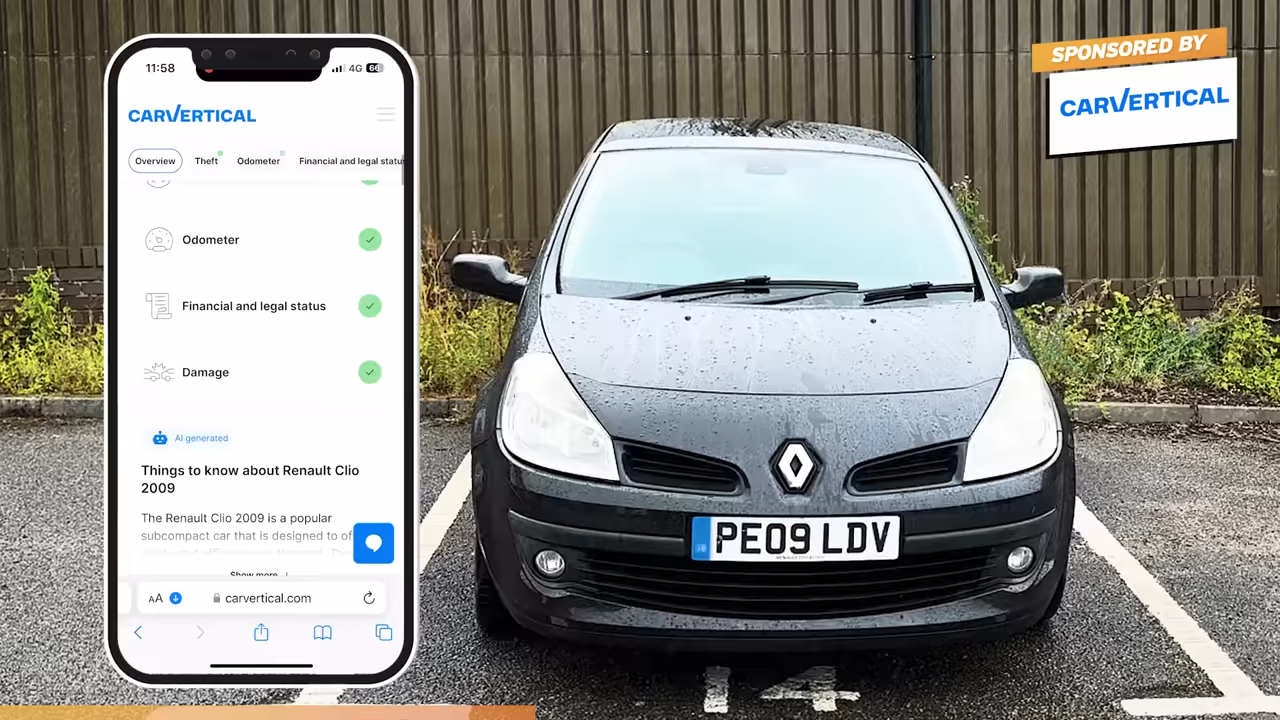 11:58
4G 66
CARVERTICAL
Overview Theft Odometer Financial and legal status
Odometer
Financial and legal status
Damage
AI generated
Things to know about Renault Clio
2009
The Renault Clio 2009 is a popular
subcompact car that is designed to of
Show more
AA carvertical.com
SPONSORED BY
CARVERTICAL
PE09 LDV
14